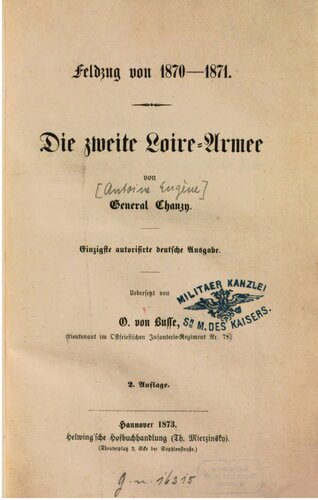 Feldzug von 1870—1871.
Die zweite Loire-Armee
von
[Antoine Eugène]
General Chanzy.
Einzigste autorisirte deutsche Ausgabe.
Uebersetzt von
O. von Busse,
(Lieutenant im Ostfriesischen Infanterie-Regiment Nr. 78)
MILITAER KANZLEI
Sr M. DES KAISERS.
2. Auflage.
Hannover 1873.
Helwing'sche Hofbuchhandlung (Th. Mierzinsky).
(Theaterplatz 3, Ecke der Sophienstraße.)
g. n. 16215